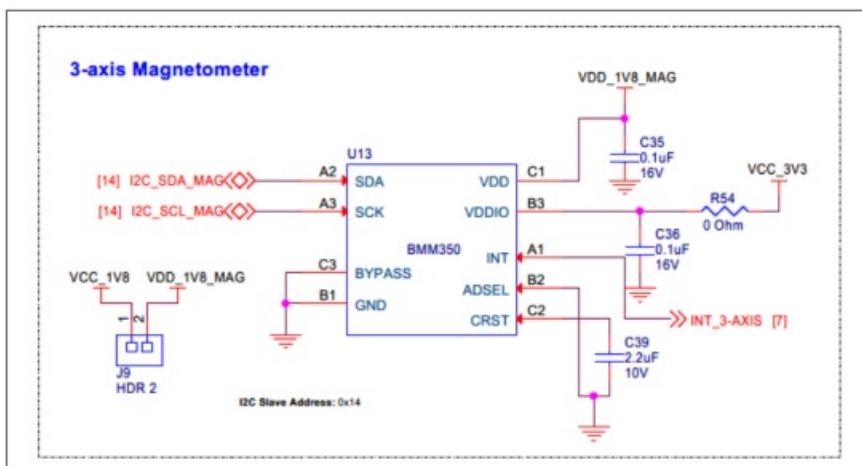 3-axis Magnetometer
VDD_1V8_MAG
U13
C35
0.1uF
16V
[14] I2C_SDA_MAG
A2
SDA
VDD
C1
VCC_3V3
[14] I2C_SCL_MAG
A3
SCK
VDDIO
B3
R54
0 Ohm
BMM350
C36
0.1uF
16V
INT
A1
VCC_1V8
VDD_1V8_MAG
C3
BYPASS
ADSEL
B2
B1
GND
CRST
C2
INT_3-AXIS [7]
1
2
J9
HDR 2
C39
2.2uF
10V
I2C Slave Address: 0x14